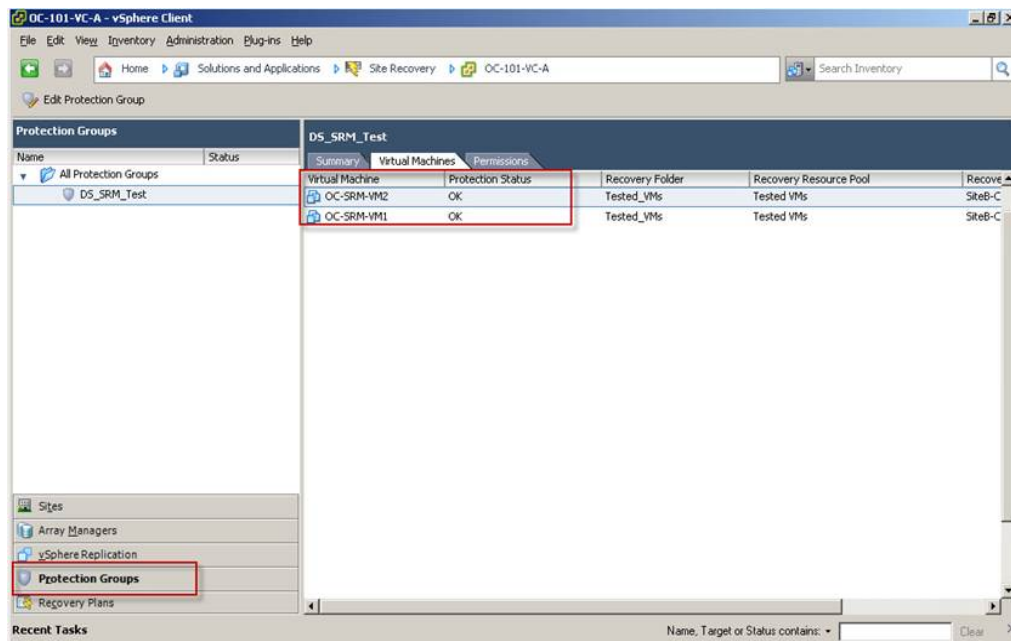 OC-101-VC-A - vSphere Client
File Edit View Inventory Administration Plug-ins Help
Home Solutions and Applications Site Recovery OC-101-VC-A Search Inventory
Edit Protection Group
Protection Groups
Name Status
All Protection Groups
DS_SRM_Test
DS_SRM_Test
Summary Virtual Machines Permissions
Virtual Machine Protection Status Recovery Folder Recovery Resource Pool Recove
OC-SRM-VM2 OK Tested_VMs Tested VMs SiteB-C
OC-SRM-VM1 OK Tested_VMs Tested VMs SiteB-C
Sites
Array Managers
vSphere Replication
Protection Groups
Recovery Plans
Recent Tasks Name, Target or Status contains: Clear